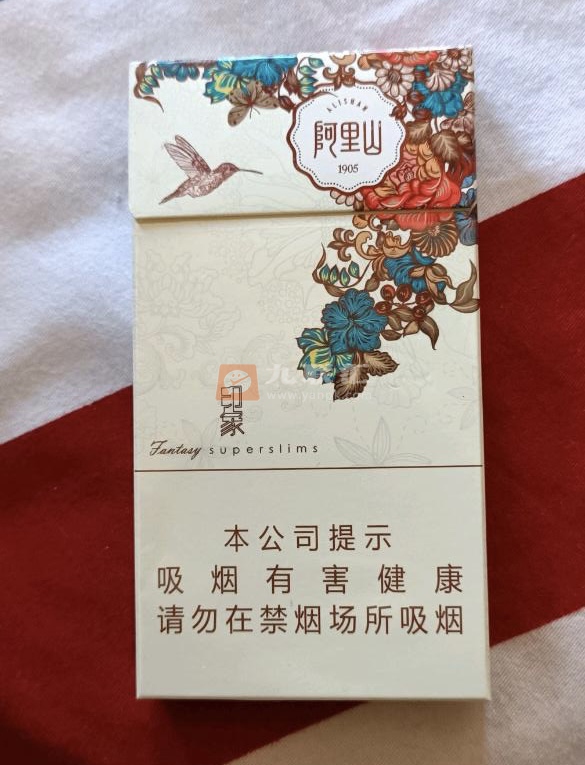 ALISHAN
阿里山
1905
印象
Fantasy superslims
本公司提示
吸烟有害健康
请勿在禁烟场所吸烟